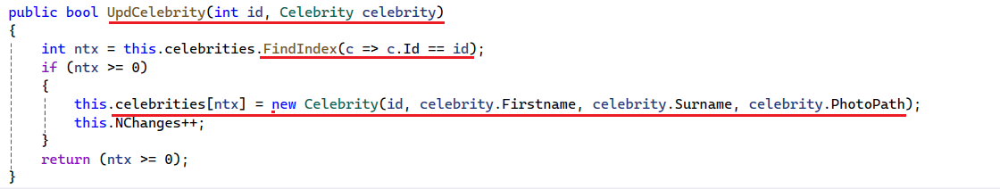 public bool UpdCelebrity(int id, Celebrity celebrity)
{
    int ntx = this.celebrities.FindIndex(c => c.Id == id);
    if (ntx >= 0)
    {
        this.celebrities[ntx] = new Celebrity(id, celebrity.Firstname, celebrity.Surname, celebrity.PhotoPath);
        this.NChanges++;
    }
    return (ntx >= 0);
}